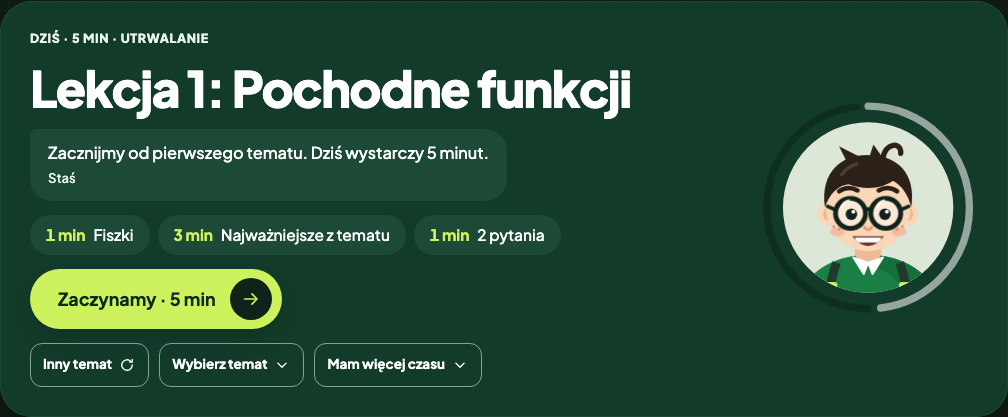 DZIŚ · 5 MIN · UTRWALANIE
Lekcja 1: Pochodne funkcji
Zacznijmy od pierwszego tematu. Dziś wystarczy 5 minut.
Staś
1 min Fiszki
3 min Najważniejsze z tematu
1 min 2 pytania
Zaczynamy · 5 min
Inny temat
Wybierz temat
Mam więcej czasu